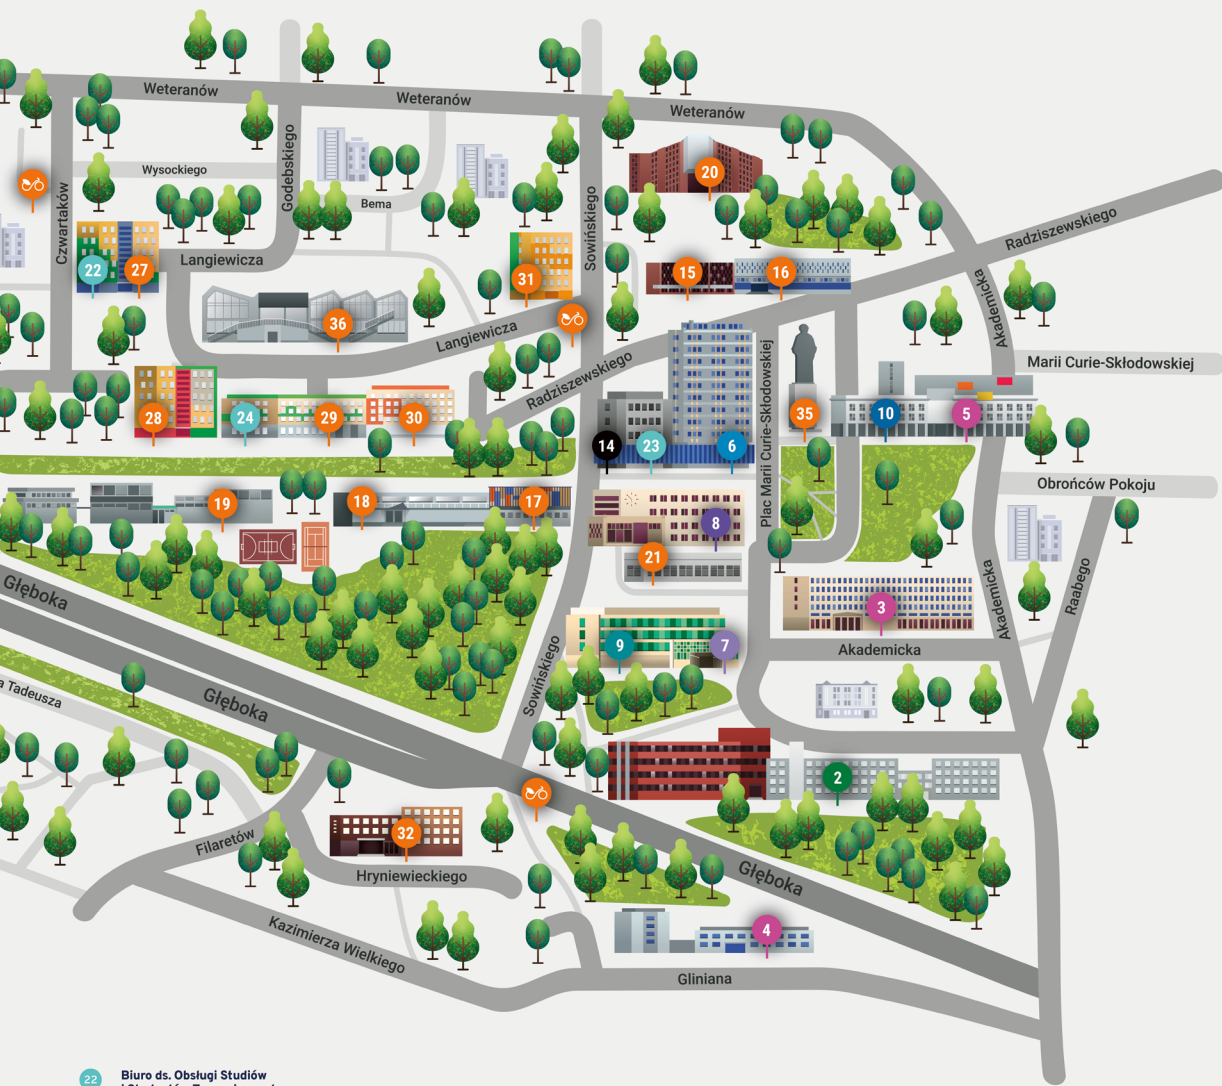 Weteranów
Weteranów
Weteranów
Wysockiego
Godebskiego
Czwartaków
Bema
Sowińskiego
20
Radziszewskiego
Langiewicza
22
27
31
15
16
Akademicka
36
Langiewicza
Radziszewskiego
Plac Marii Curie-Skłodowskiej
Marii Curie-Skłodowskiej
28
24
29
30
14
23
6
35
10
5
Obrońców Pokoju
19
18
17
8
21
Głęboka
3
Akademicka
Raabego
Akademicka
9
7
Sowińskiego
a Tadeusza
Głęboka
2
32
Filaretów
Hryniewieckiego
Głęboka
Kazimierza Wielkiego
4
Gliniana
22
Biuro ds. Obsługi Studiów